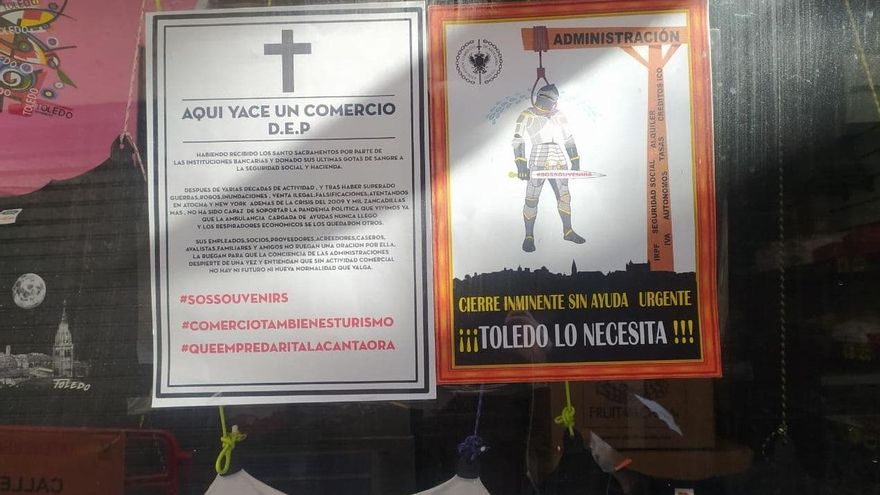 AQUI YACE UN COMERCIO
D.E.P
HABIENDO RECIBIDO LOS SANTO SACRAMENTOS POR PARTE DE
LAS INSTITUCIONES BANCARIAS Y DONADO SUS ULTIMAS GOTAS DE SANGRE A
LA SEGURIDAD SOCIAL Y HACIENDA.
DESPUES DE VARIAS DECADAS DE ACTIVIDAD , Y TRAS HABER SUPERADO
GUERRAS,ROBOS,INUNDACIONES , VENTA ILEGAL,FALSIFICACIONES,ATENTANDOS
EN ATOCHA Y NEW YORK ADEMAS DE LA CRISIS DEL 2009 Y MIL ZANCADILLAS
MAS , NO HA SIDO CAPAZ DE SOPORTAR LA PANDEMIA POLITICA QUE VIVIMOS YA
QUE LA AMBULANCIA CARGADA DE AYUDAS NUNCA LLEGÓ
Y LOS RESPIRADORES ECONOMICOS SE LOS QUEDARON OTROS.
SUS EMPLEADOS,SOCIOS,PROVEEDORES,ACREEDORES,CASEROS,
AVALISTAS,FAMILIARES Y AMIGOS NO RUEGAN UNA ORACION POR ELLA.
LA RUEGAN PARA QUE LA CONCIENCIA DE LAS ADMINISTRACIONES
DESPIERTE DE UNA VEZ Y ENTIENDAN QUE SIN ACTIVIDAD COMERCIAL
NO HAY NI FUTURO NI NUEVA NORMALIDAD QUE VALGA.
#SOSSOUVENIRS
#COMERCIOTAMBIENESTURISMO
#QUEEMPREDARITALACANTAORA
ADMINISTRACIÓN
#SOSSOUVENIRS
IRPF SEGURIDAD SOCIAL ALQUILER
IVA AUTONOMOS TASAS CREDITOS ICO
CIERRE INMINENTE SIN AYUDA URGENTE
¡¡¡TOLEDO LO NECESITA !!!
TOLEDO
TOLEDO
TOLEDO
CALLE